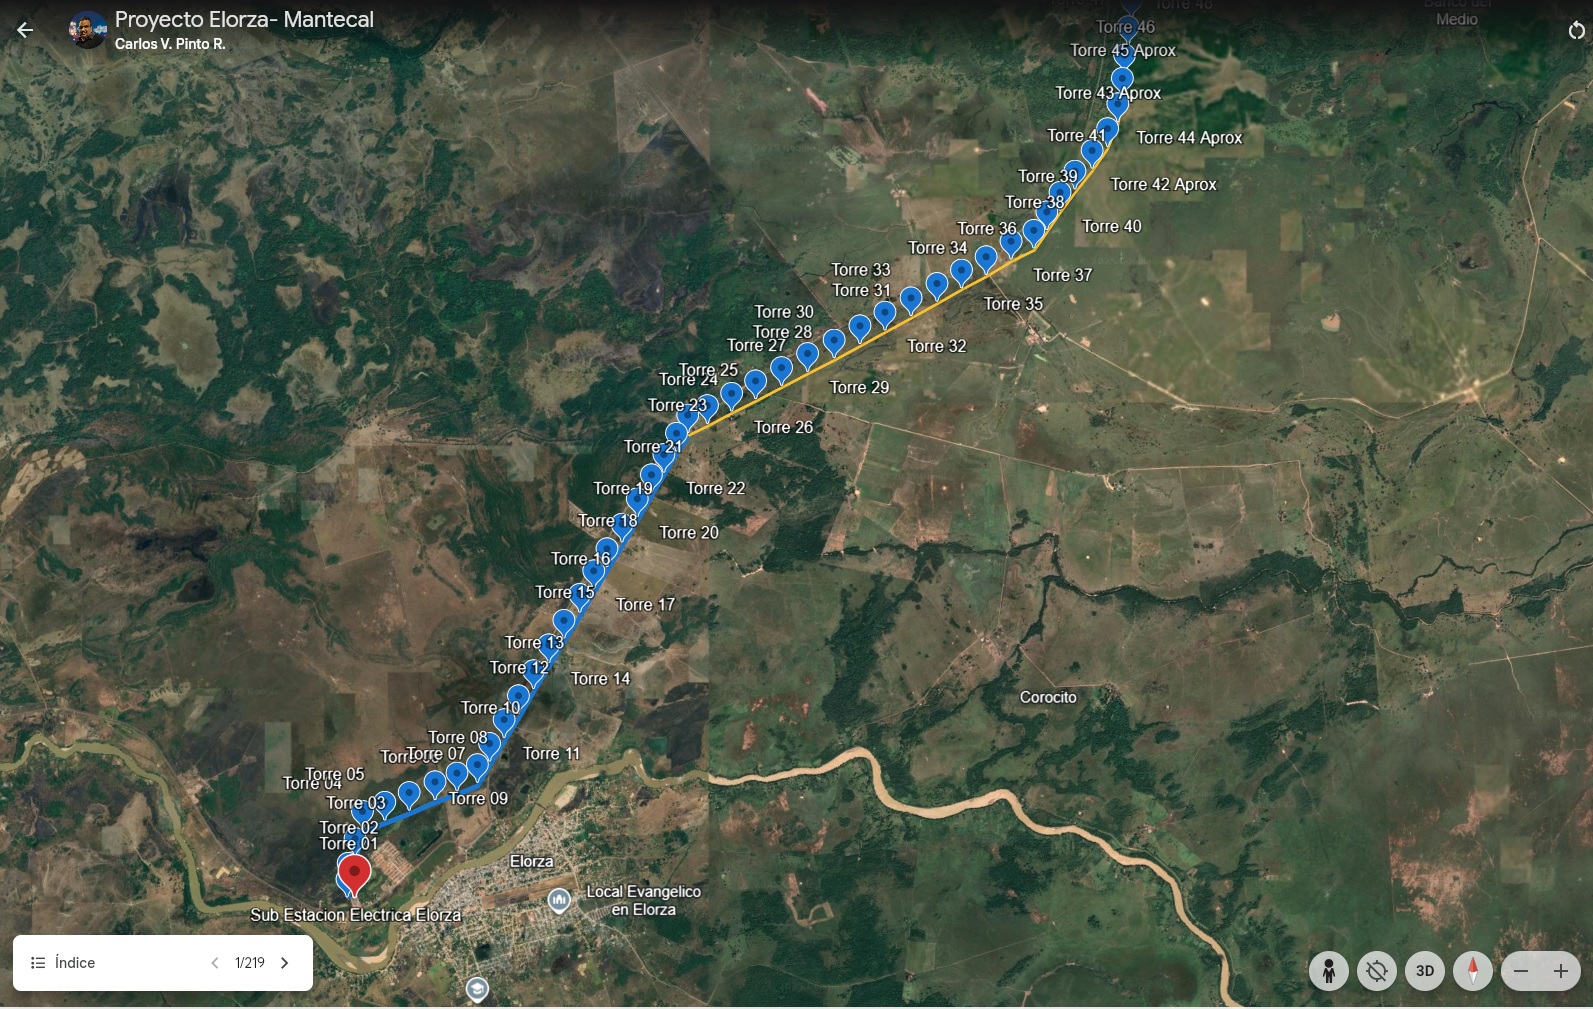 Proyecto Elorza- Mantecal
Carlos V. Pinto R.
Torre 48
Banco del
Medio
Torre 46
Torre 45 Aprox
Torre 43 Aprox
Torre 41
Torre 44 Aprox
Torre 39
Torre 42 Aprox
Torre 38
Torre 36
Torre 40
Torre 34
Torre 33
Torre 37
Torre 31
Torre 35
Torre 30
Torre 28
Torre 27
Torre 32
Torre 25
Torre 24
Torre 29
Torre 23
Torre 26
Torre 21
Torre 19
Torre 22
Torre 18
Torre 20
Torre 16
Torre 15
Torre 17
Torre 13
Torre 12
Torre 14
Corocito
Torre 10
Torre 08
Torre 07
Torre 11
Torre 05
Torre 04
Torre 03
Torre 09
Torre 02
Torre 01
Elorza
Local Evangelico
en Elorza
Sub Estacion Electrica Elorza
Índice
1/219
3D